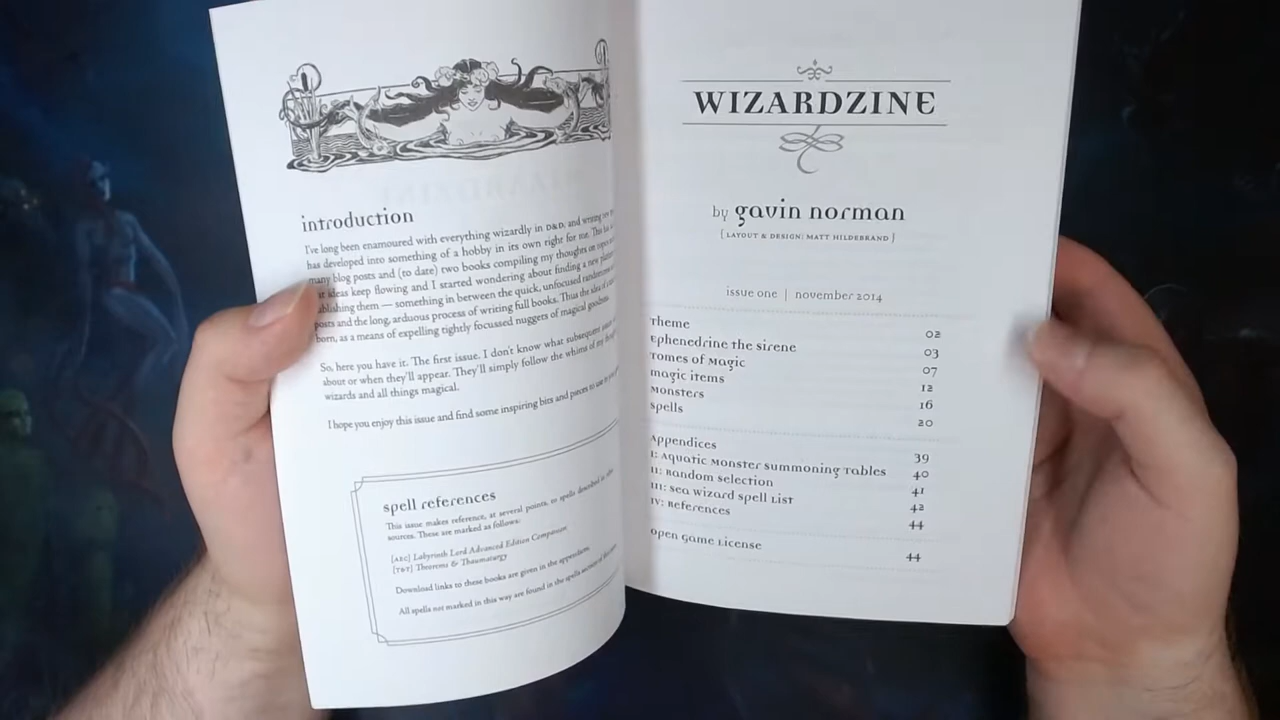 introduction
I've long been enamoured with everything wizardly in D&D, and writing new
has developed into something of a hobby in its own right for me. This has
many blog posts and (to date) two books compiling my thoughts on topics
ideas keep flowing and I started wondering about finding a new
ublishing them — something in between the quick, unfocused
posts and the long, arduous process of writing full books. Thus the idea of
born, as a means of expelling tightly focussed nuggets of magical goodness.
So, here you have it. The first issue. I don't know what subsequent
about or when they'll appear. They'll simply follow the whims of my
wizards and all things magical.
I hope you enjoy this issue and find some inspiring bits and pieces to use in
spell references
This issue makes reference, at several points, to spells described in
sources. These are marked as follows:
[AEC] Labyrinth Lord Advanced Edition Companion
[T&T] Theorems & Thaumaturgy
Download links to these books are given in the appendices.
All spells not marked in this way are found in the spells section
WIZARDZINE
by gavin norman
{ LAYOUT & DESIGN: MATT HILDEBRAND }
issue one | november 2014
Theme 02
Ephenedrine the sirene 03
Tomes of Magic 07
magic items 12
Monsters 16
spells 20
Appendices 39
I: Aquatic Monster summoning Tables 40
II: Random selection 41
III: Sea wizard spell List 42
IV: References 44
open Game License 44